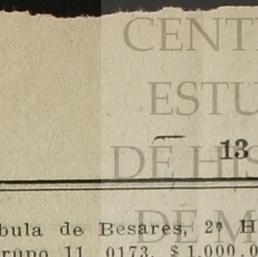 CENT
ESTU
DE HIS
DE M
13
bula de Besares, 2ª H
rupo 11 0173. $1,000.0